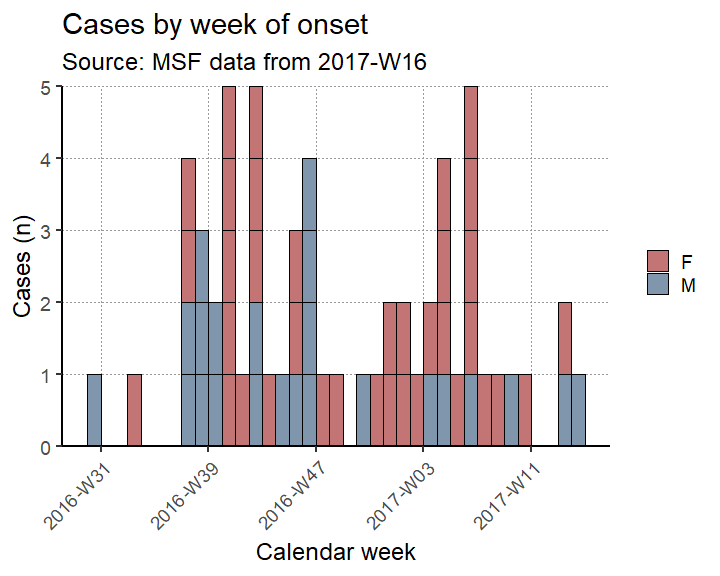 Cases by week of onset
Source: MSF data from 2017-W16
5
4
3
2
1
0
Cases (n)
F
M
2016-W31
2016-W39
2016-W47
2017-W03
2017-W11
Calendar week